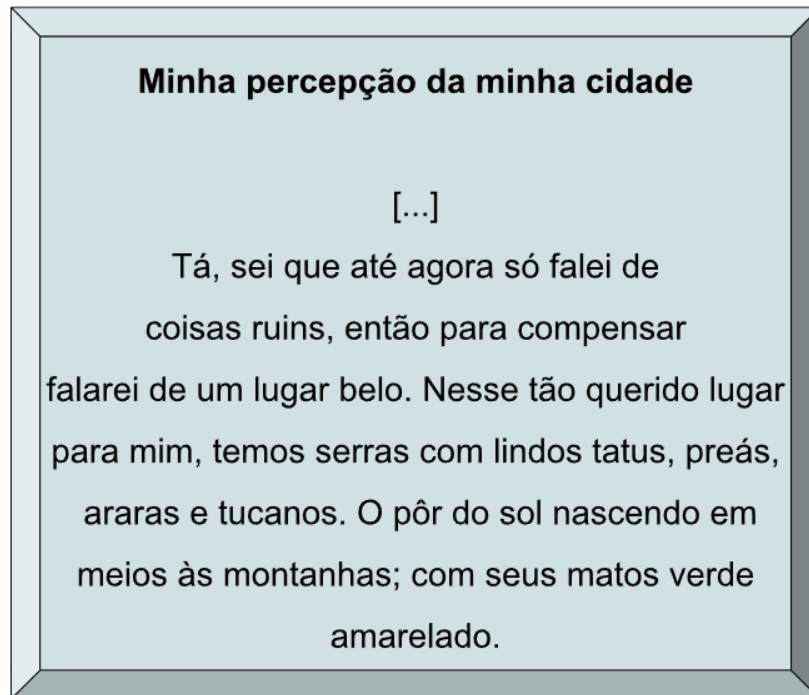 Minha percepção da minha cidade
[...]
Tá, sei que até agora só falei de
coisas ruins, então para compensar
falarei de um lugar belo. Nesse tão querido lugar
para mim, temos serras com lindos tatus, preás,
araras e tucanos. O pôr do sol nascendo em
meios às montanhas; com seus matos verde
amarelado.